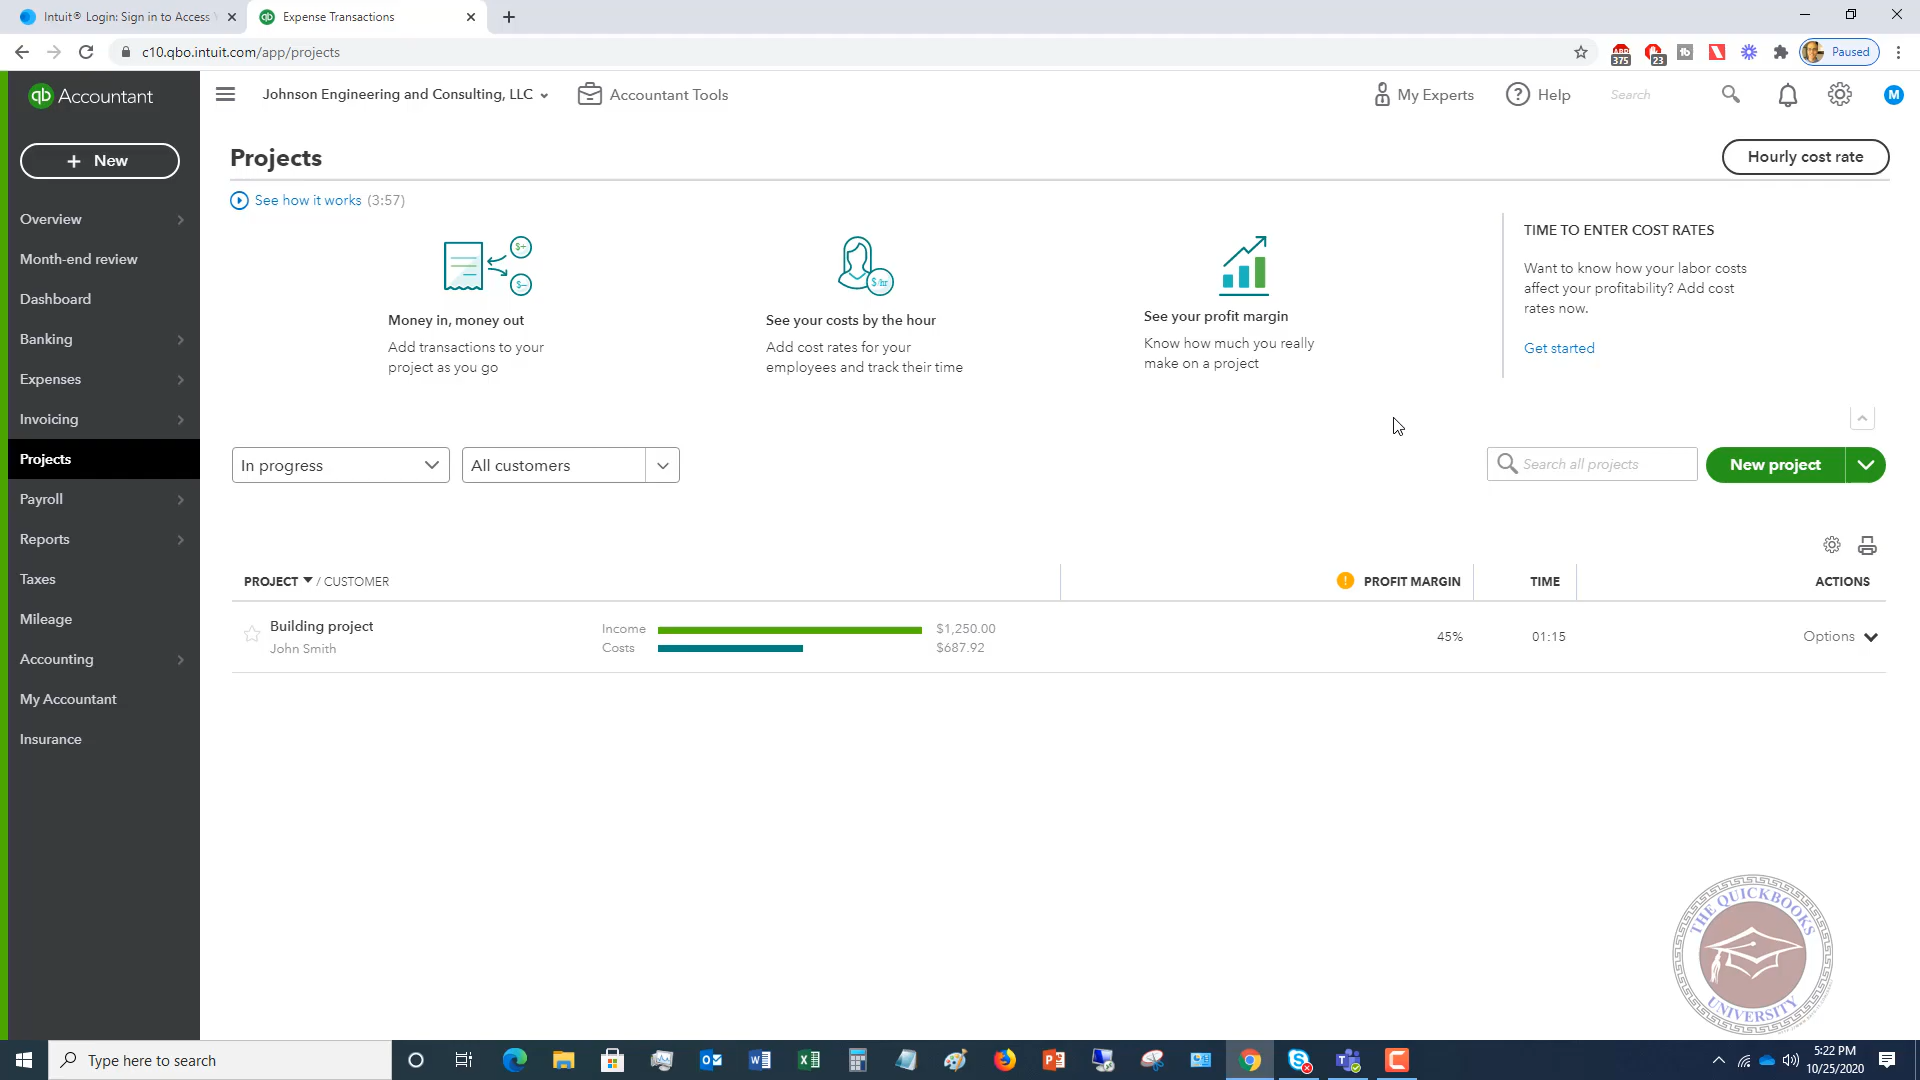 Intuit® Login: Sign in to Access Y
Expense Transactions
c10.qbo.intuit.com/app/projects
375
23
Paused
qb Accountant
Johnson Engineering and Consulting, LLC
Accountant Tools
My Experts
Help
Search
M
+ New
Overview
Month-end review
Dashboard
Banking
Expenses
Invoicing
Projects
Payroll
Reports
Taxes
Mileage
Accounting
My Accountant
Insurance
Projects
Hourly cost rate
See how it works (3:57)
$+
$-
Money in, money out
Add transactions to your
project as you go
$/hr
See your costs by the hour
Add cost rates for your
employees and track their time
See your profit margin
Know how much you really
make on a project
TIME TO ENTER COST RATES
Want to know how your labor costs
affect your profitability? Add cost
rates now.
Get started
In progress
All customers
Search all projects
New project
PROJECT / CUSTOMER
! PROFIT MARGIN
TIME
ACTIONS
Building project
John Smith
Income $1,250.00
Costs $687.92
45%
01:15
Options
THE QUICKBOOKS
UNIVERSITY
Type here to search
5:22 PM
10/25/2020